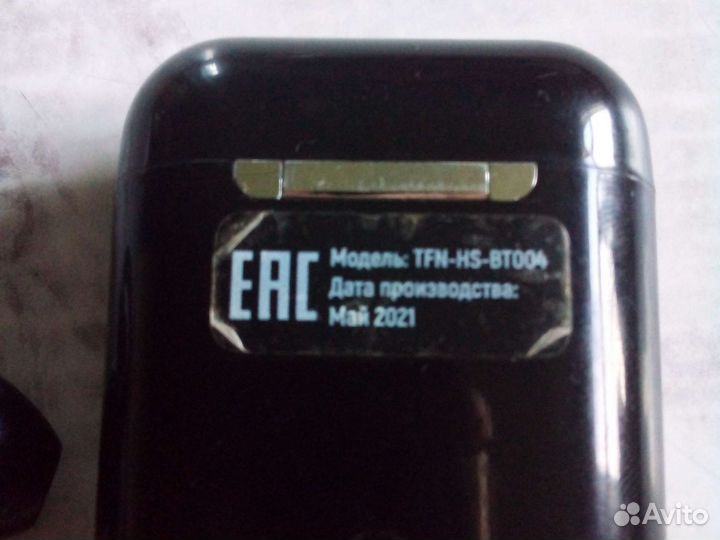 EAC
Модель: TFN-HS-BT004
Дата производства:
Май 2021
Avito